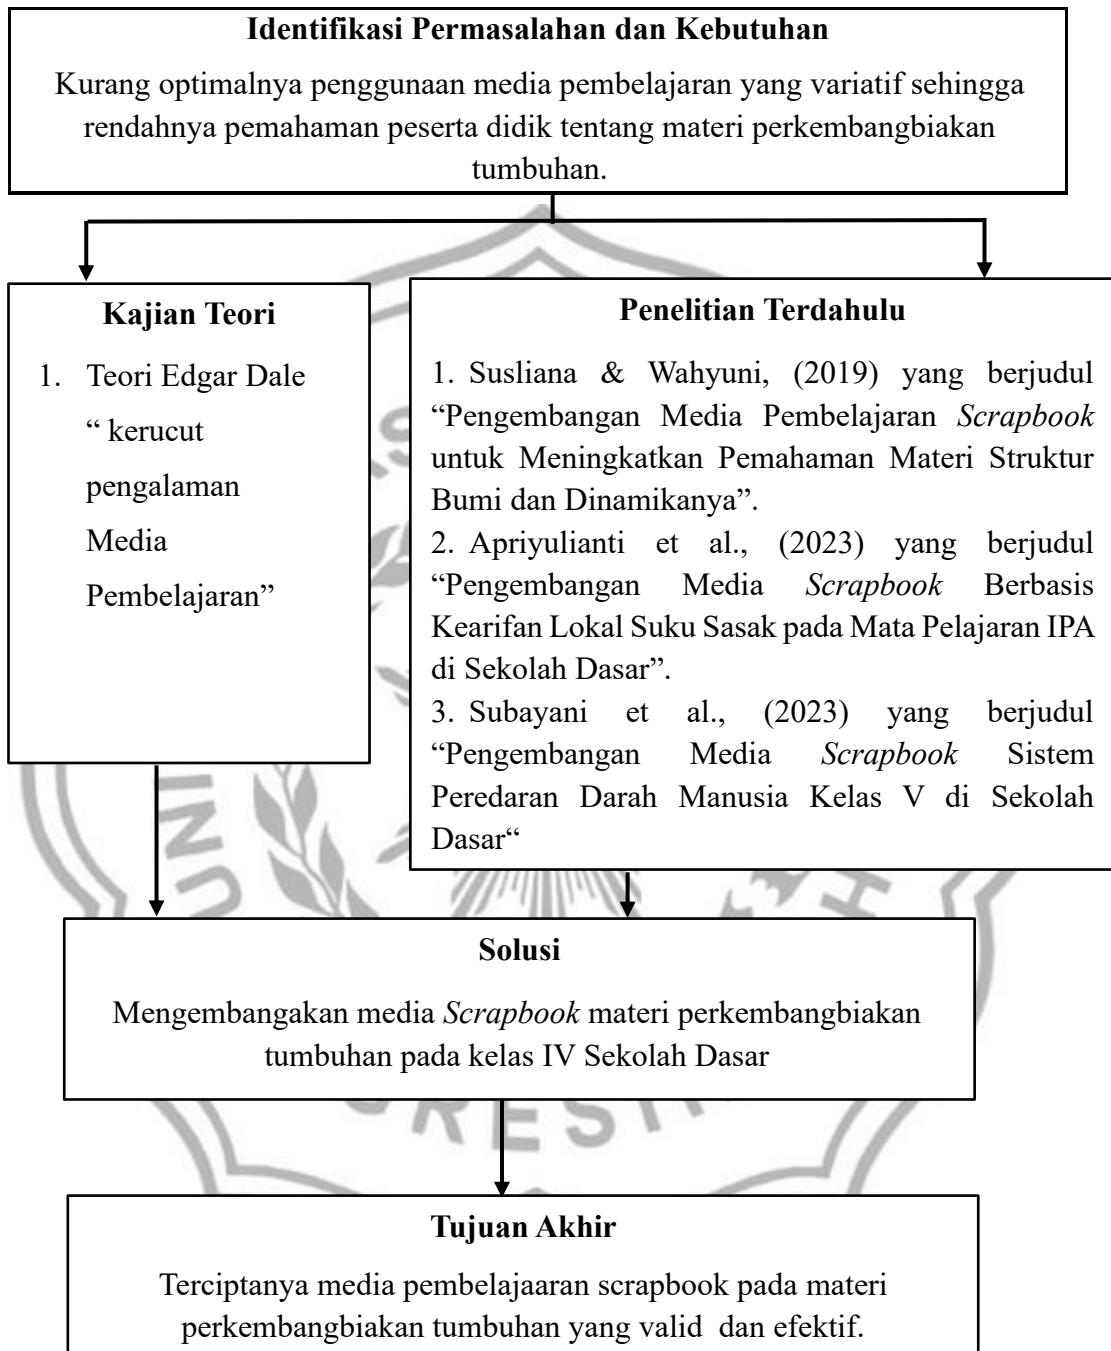 Identifikasi Permasalahan dan Kebutuhan
Kurang optimalnya penggunaan media pembelajaran yang variatif sehingga
rendahnya pemahaman peserta didik tentang materi perkembangbiakan
tumbuhan.
Kajian Teori
1. Teori Edgar Dale
“ kerucut
pengalaman
Media
Pembelajaran”
Penelitian Terdahulu
1. Susliana & Wahyuni, (2019) yang berjudul
“Pengembangan Media Pembelajaran Scrapbook
untuk Meningkatkan Pemahaman Materi Struktur
Bumi dan Dinamikanya”.
2. Apriyulianti et al., (2023) yang berjudul
“Pengembangan Media Scrapbook Berbasis
Kearifan Lokal Suku Sasak pada Mata Pelajaran IPA
di Sekolah Dasar”.
3. Subayani et al., (2023) yang berjudul
“Pengembangan Media Scrapbook Sistem
Peredaran Darah Manusia Kelas V di Sekolah
Dasar“
Solusi
Mengembangakan media Scrapbook materi perkembangbiakan
tumbuhan pada kelas IV Sekolah Dasar
Tujuan Akhir
Terciptanya media pembelajaaran scrapbook pada materi
perkembangbiakan tumbuhan yang valid dan efektif.